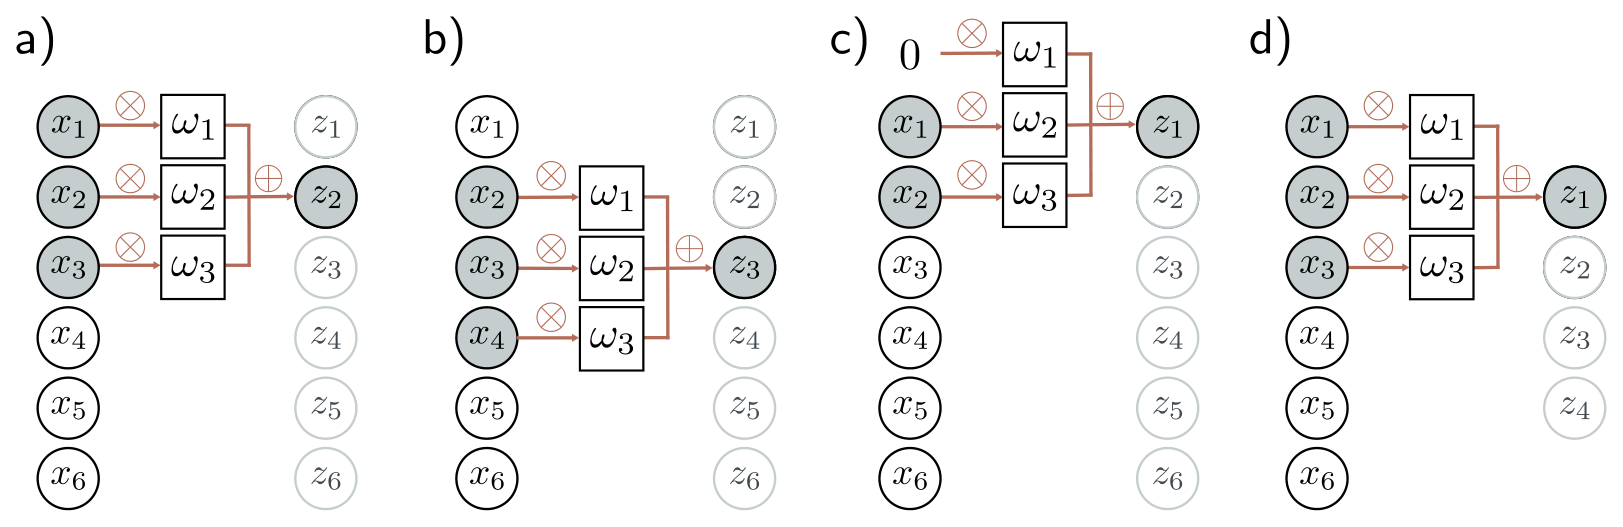 a)
x₁ ⊗ ω₁ z₁
x₂ ⊗ ω₂ ⊕ z₂
x₃ ⊗ ω₃ z₃
x₄ z₄
x₅ z₅
x₆ z₆
b)
x₁ z₁
x₂ ⊗ ω₁ z₂
x₃ ⊗ ω₂ ⊕ z₃
x₄ ⊗ ω₃ z₄
x₅ z₅
x₆ z₆
c)
0 ⊗ ω₁
x₁ ⊗ ω₂ ⊕ z₁
x₂ ⊗ ω₃ z₂
x₃ z₃
x₄ z₄
x₅ z₅
x₆ z₆
d)
x₁ ⊗ ω₁
x₂ ⊗ ω₂ ⊕ z₁
x₃ ⊗ ω₃ z₂
x₄ z₃
x₅ z₄
x₆